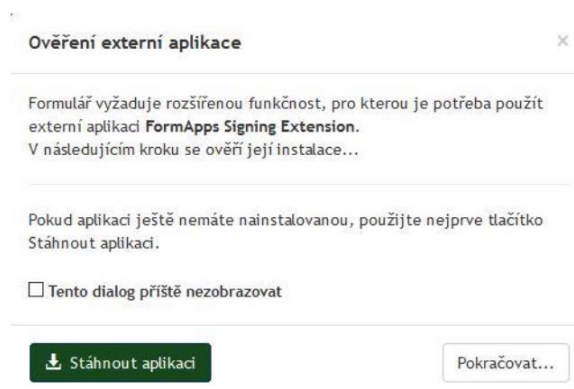 Ověření externí aplikace
×
Formulář vyžaduje rozšířenou funkčnost, pro kterou je potřeba použít
externí aplikaci FormApps Signing Extension.
V následujícím kroku se ověří její instalace...
Pokud aplikaci ještě nemáte nainstalovanou, použijte nejprve tlačítko
Stáhnout aplikaci.
Tento dialog příště nezobrazovat
Stáhnout aplikaci
Pokračovat...